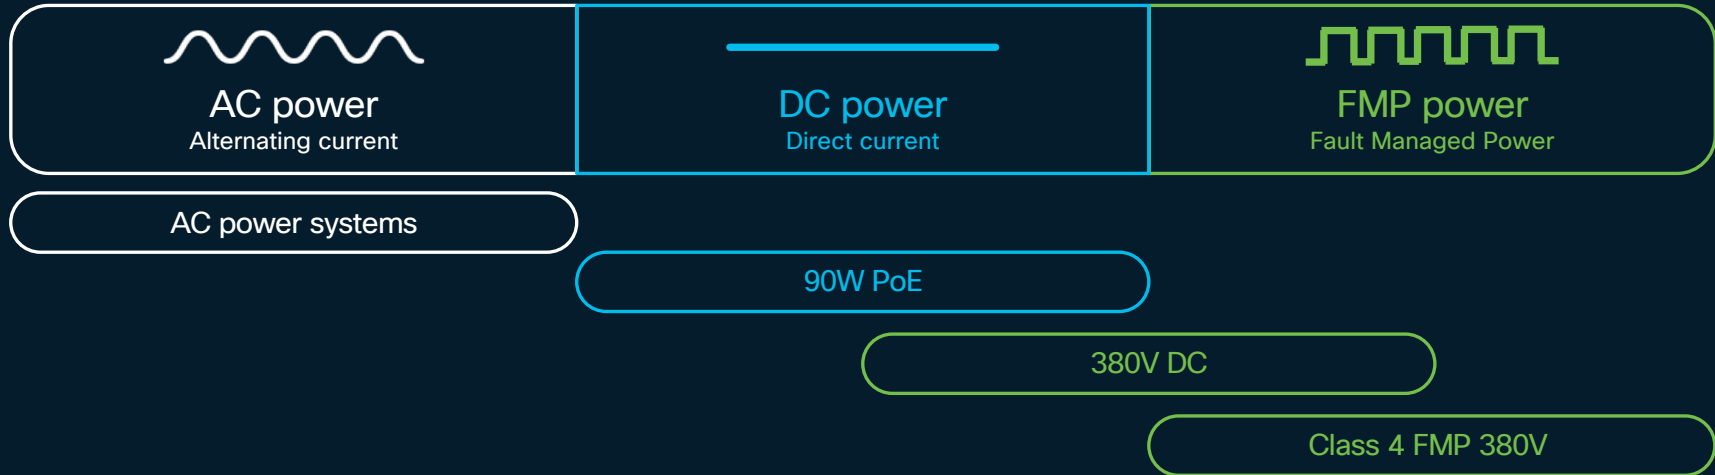 AC power
Alternating current
DC power
Direct current
FMP power
Fault Managed Power
AC power systems
90W PoE
380V DC
Class 4 FMP 380V